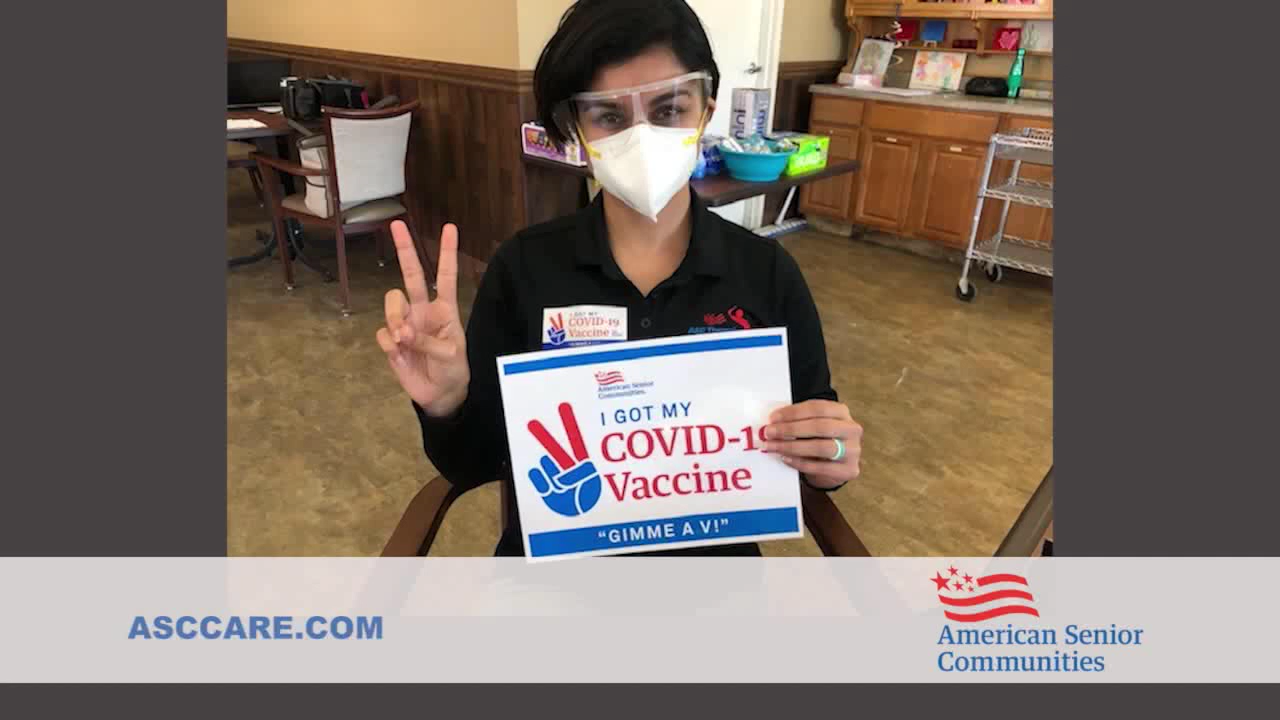 mini
I GOT MY
COVID-19
Vaccine
American Senior
Communities
I GOT MY
COVID-19
Vaccine
"GIMME A V!"
ASCCARE.COM
American Senior
Communities